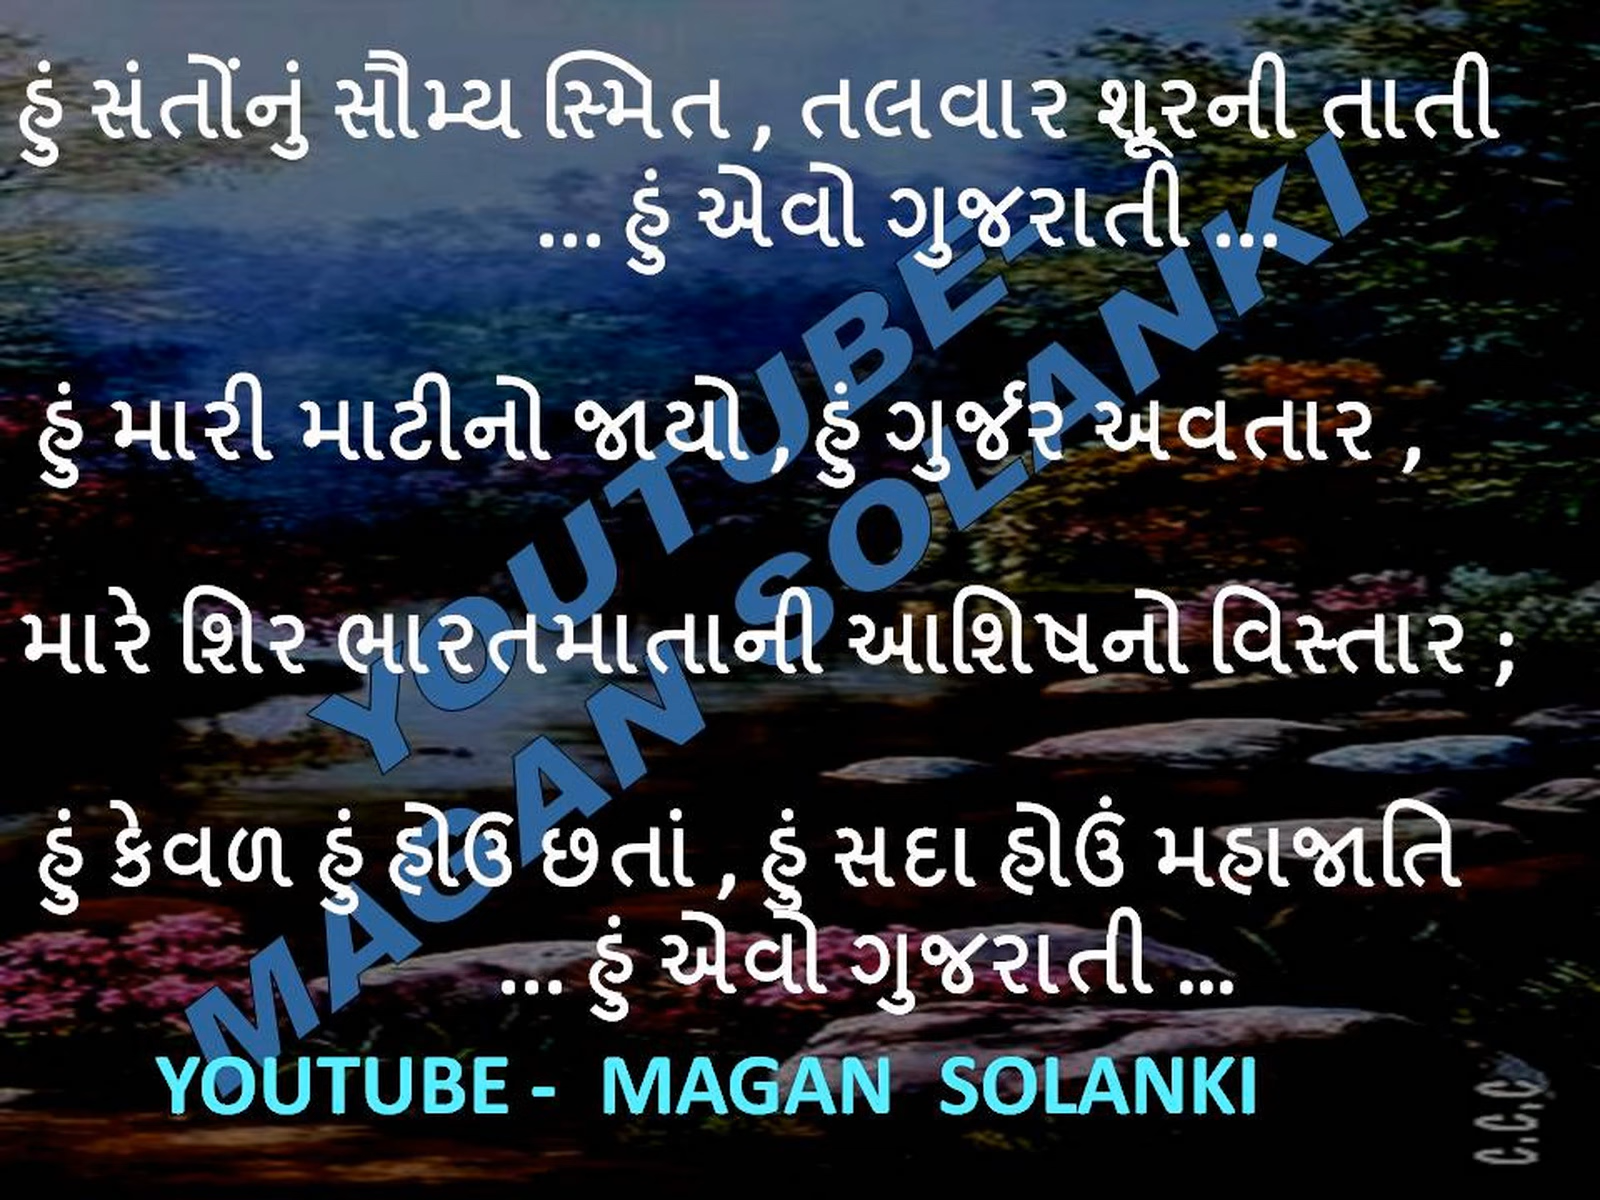 હું સંતોંનું સૌમ્ય સ્મિત , તલવાર શૂરની તાતી
... હું એવો ગુજરાતી ...
હું મારી માટીનો જાયો , હું ગુર્જર અવતાર ,
મારે શિર ભારતમાતાની આશિષનો વિસ્તાર ;
હું કેવળ હું હોઉ છતાં , હું સદા હોઉં મહાજાતિ
... હું એવો ગુજરાતી ...
YOUTUBE-
MAGAN SOLANKI
YOUTUBE - MAGAN SOLANKI
C.C.C